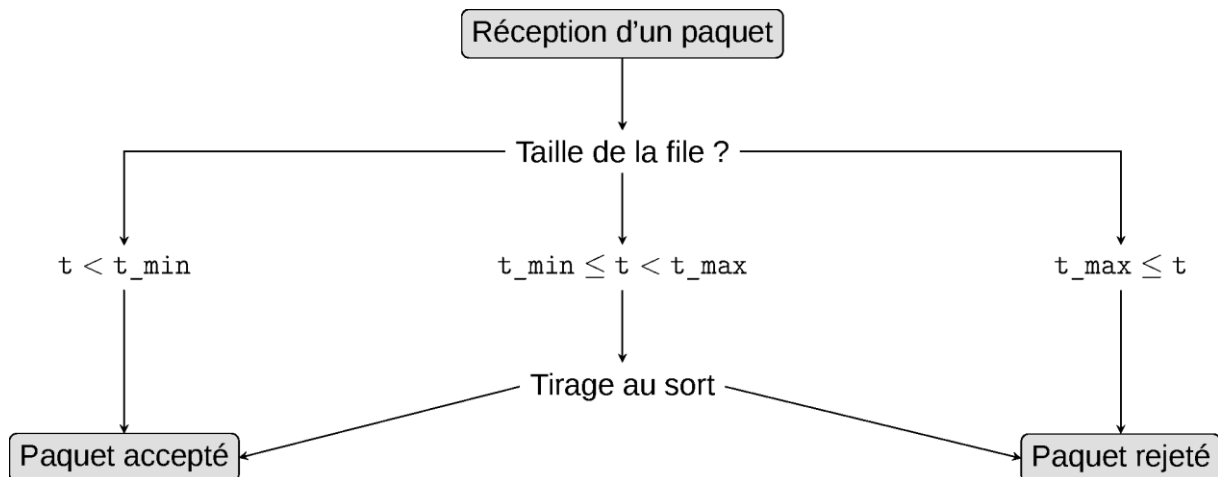 Réception d’un paquet
Taille de la file ?
t < t_min
t_min ≤ t < t_max
t_max ≤ t
Tirage au sort
Paquet accepté
Paquet rejeté